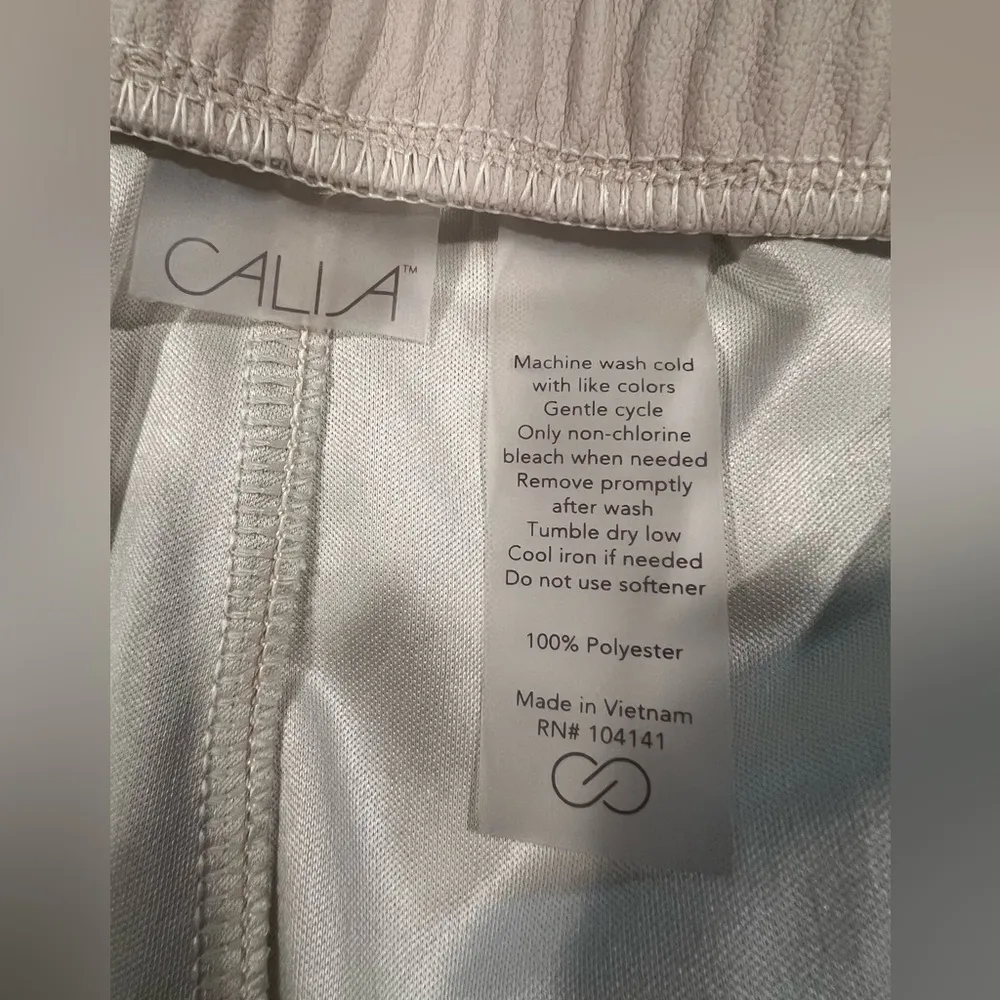 CALIA™
Machine wash cold
with like colors
Gentle cycle
Only non-chlorine
bleach when needed
Remove promptly
after wash
Tumble dry low
Cool iron if needed
Do not use softener
100% Polyester
Made in Vietnam
RN# 104141